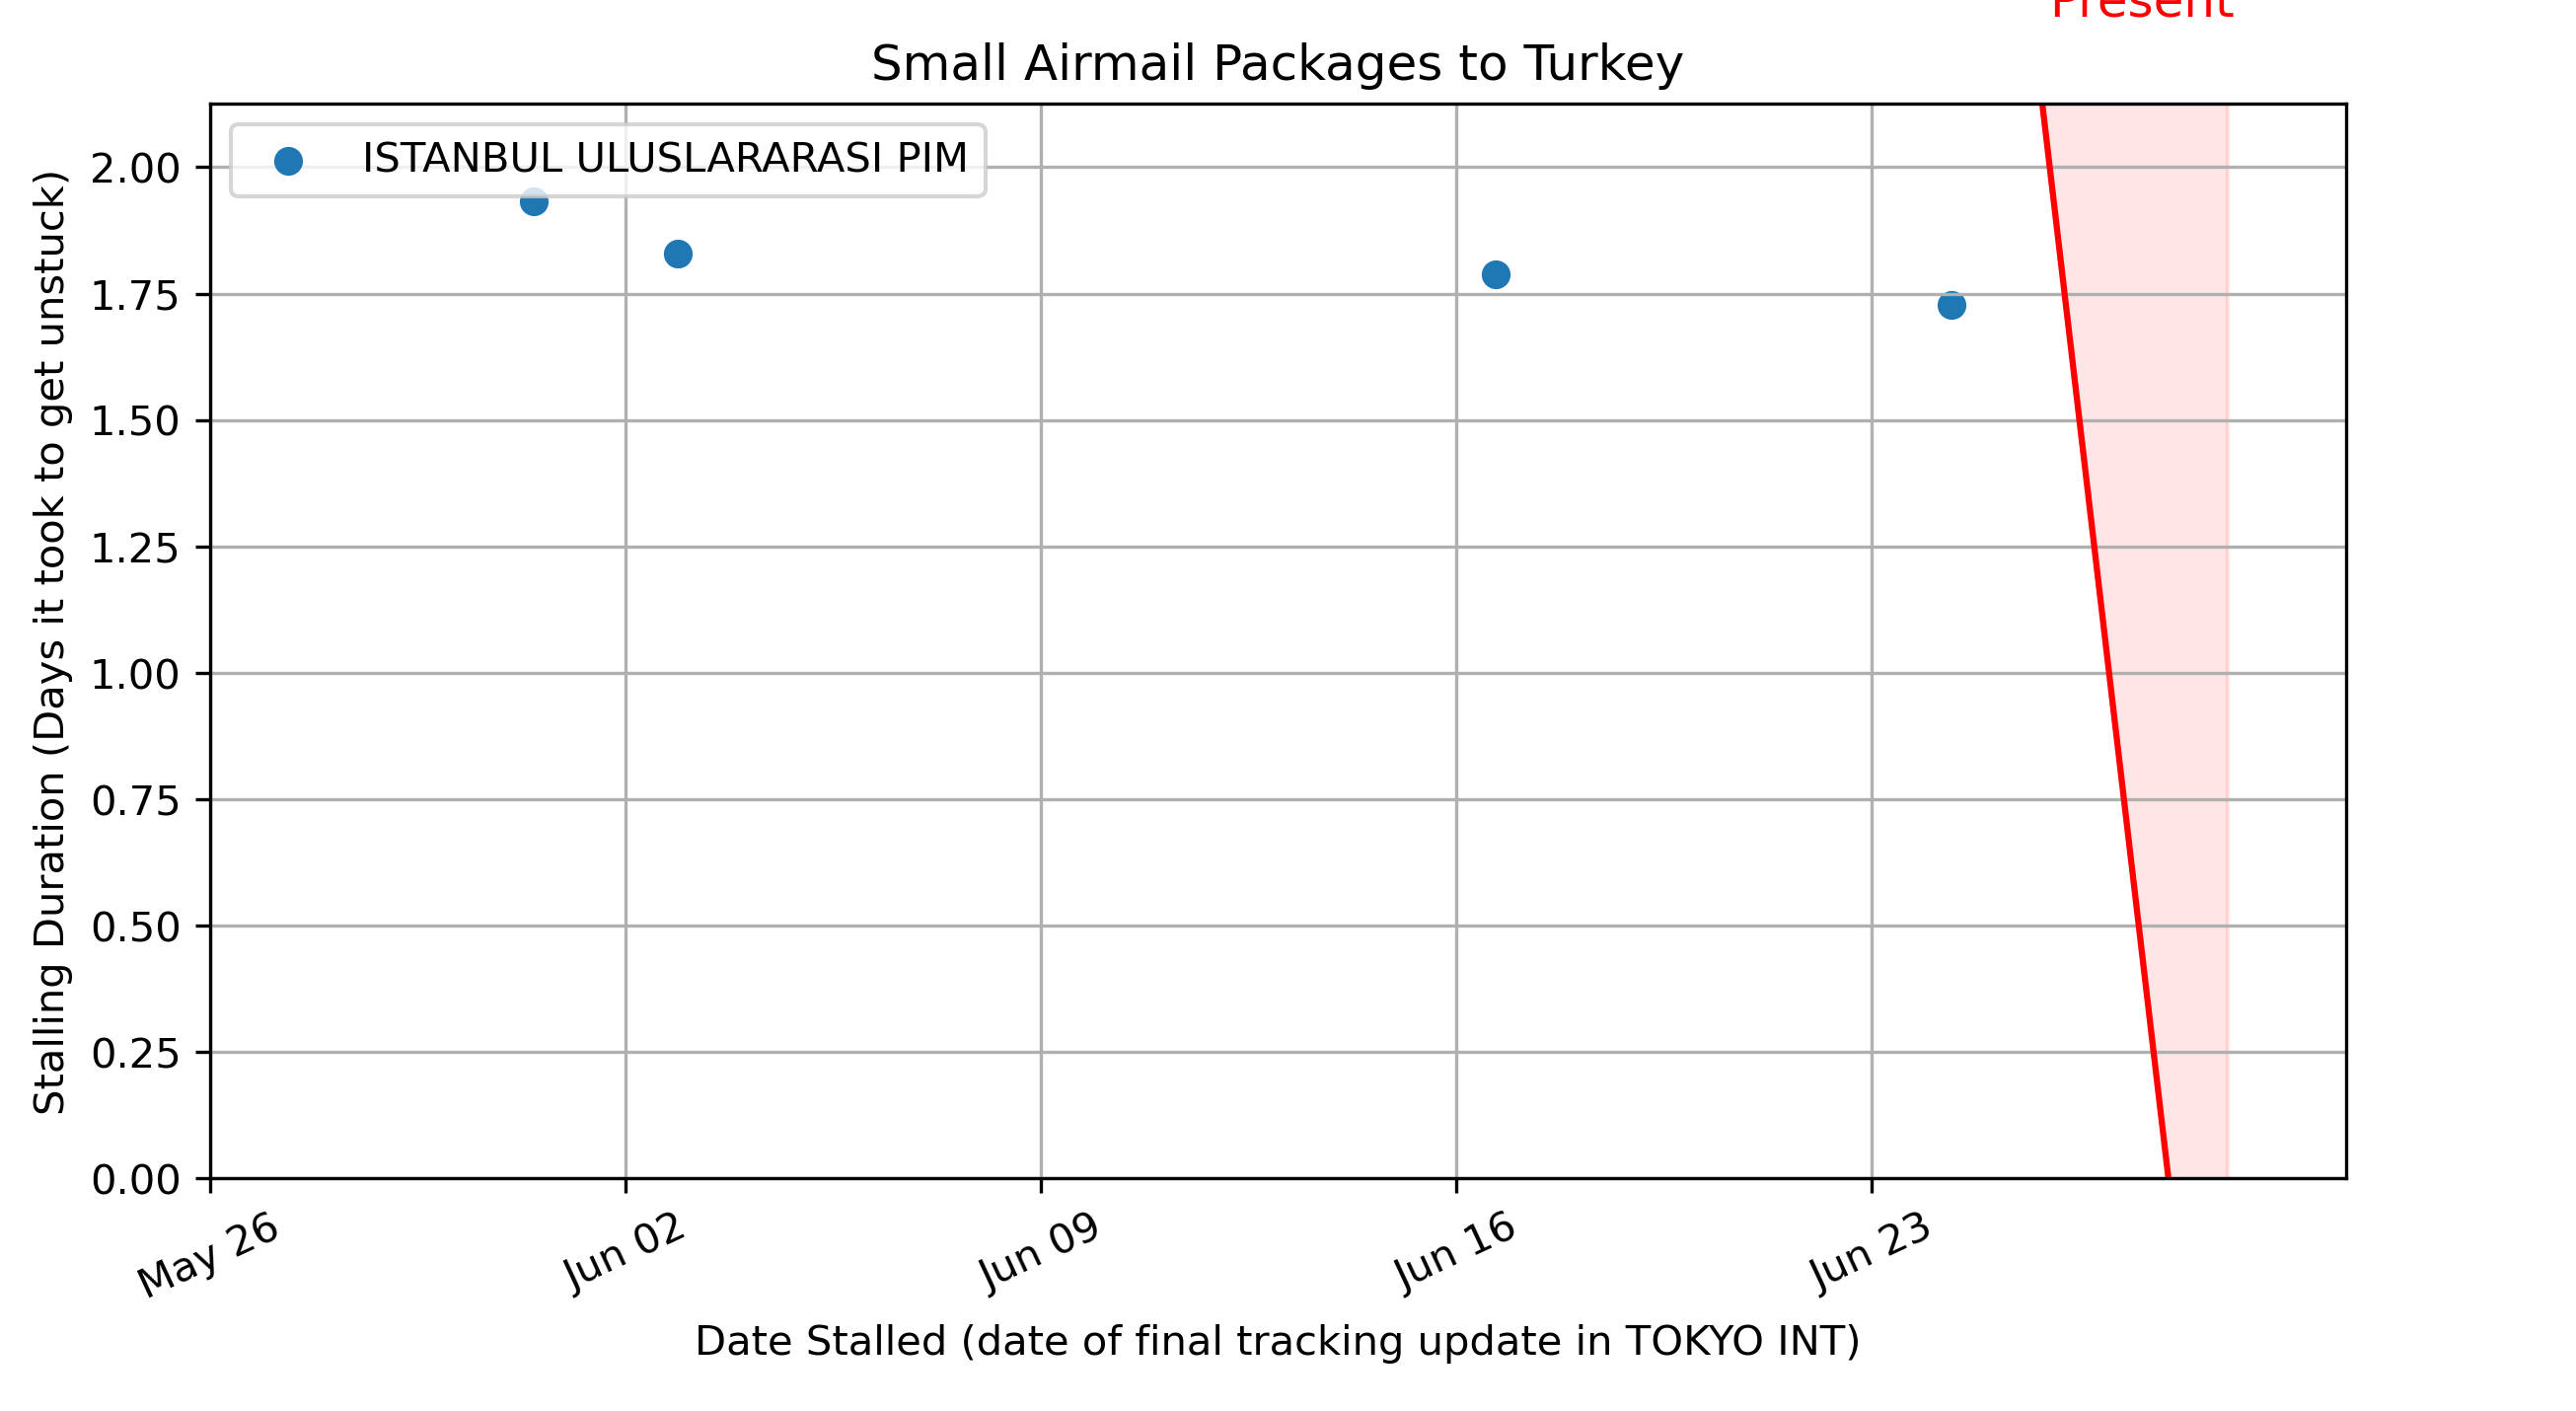 Present
Small Airmail Packages to Turkey
ISTANBUL ULUSLARARASI PIM
Stalling Duration (Days it took to get unstuck)
2.00
1.75
1.50
1.25
1.00
0.75
0.50
0.25
0.00
May 26
Jun 02
Jun 09
Jun 16
Jun 23
Date Stalled (date of final tracking update in TOKYO INT)